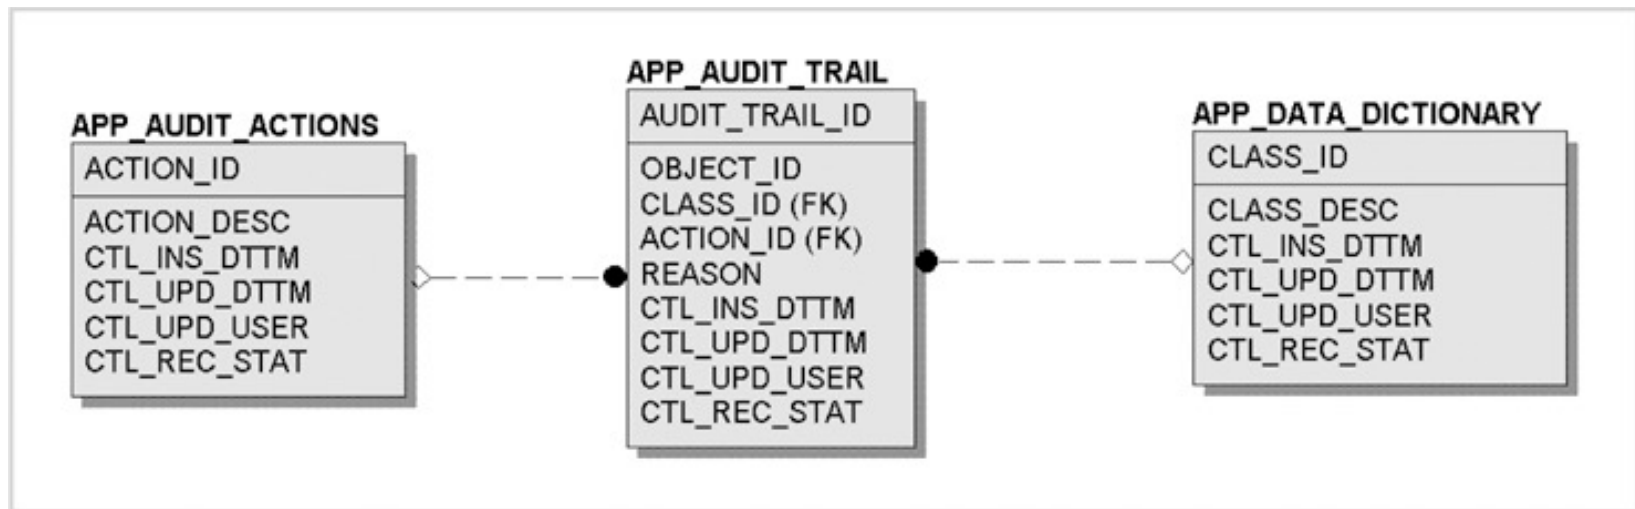 APP_AUDIT_ACTIONS
ACTION_ID
ACTION_DESC
CTL_INS_DTTM
CTL_UPD_DTTM
CTL_UPD_USER
CTL_REC_STAT
APP_AUDIT_TRAIL
AUDIT_TRAIL_ID
OBJECT_ID
CLASS_ID (FK)
ACTION_ID (FK)
REASON
CTL_INS_DTTM
CTL_UPD_DTTM
CTL_UPD_USER
CTL_REC_STAT
APP_DATA_DICTIONARY
CLASS_ID
CLASS_DESC
CTL_INS_DTTM
CTL_UPD_DTTM
CTL_UPD_USER
CTL_REC_STAT